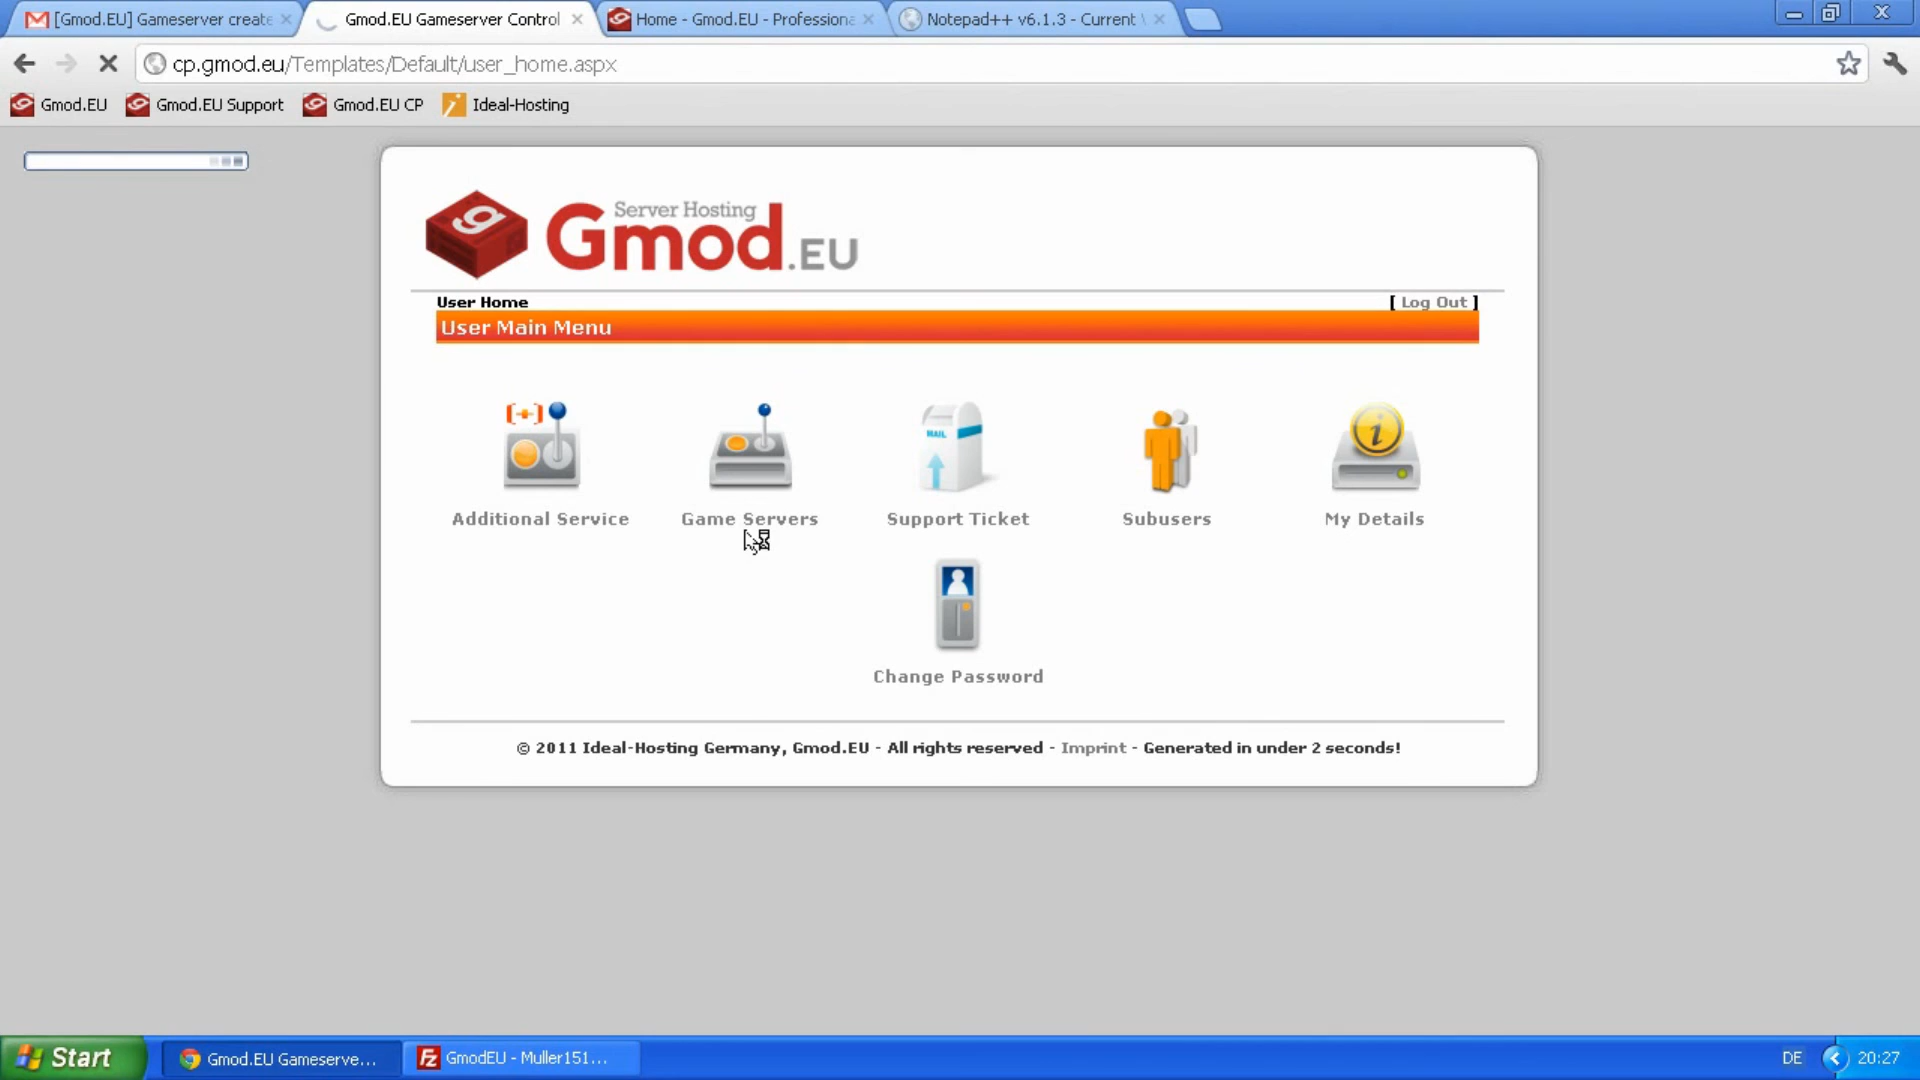 [Gmod.EU] Gameserver create
Gmod.EU Gameserver Control
Home - Gmod.EU - Professiona
Notepad++ v6.1.3 - Current
cp.gmod.eu/Templates/Default/user_home.aspx
Gmod.EU
Gmod.EU Support
Gmod.EU CP
Ideal-Hosting
g
Server Hosting
Gmod.EU
User Home
[ Log Out ]
User Main Menu
[+]
MAIL
i
Additional Service
Game Servers
Support Ticket
Subusers
My Details
Change Password
© 2011 Ideal-Hosting Germany, Gmod.EU - All rights reserved - Imprint - Generated in under 2 seconds!
Start
Gmod.EU Gameserve...
Fz
GmodEU - Muller151...
DE
20:27